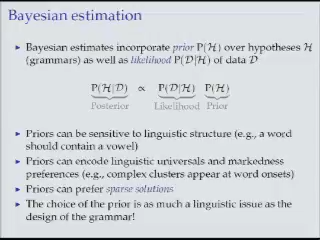 Bayesian estimation
Bayesian estimates incorporate prior P(ℋ) over hypotheses ℋ
(grammars) as well as likelihood P(𝒟|ℋ) of data 𝒟
P(ℋ|𝒟) ∝ P(𝒟|ℋ) P(ℋ)
Posterior Likelihood Prior
Priors can be sensitive to linguistic structure (e.g., a word
should contain a vowel)
Priors can encode linguistic universals and markedness
preferences (e.g., complex clusters appear at word onsets)
Priors can prefer sparse solutions
The choice of the prior is as much a linguistic issue as the
design of the grammar!